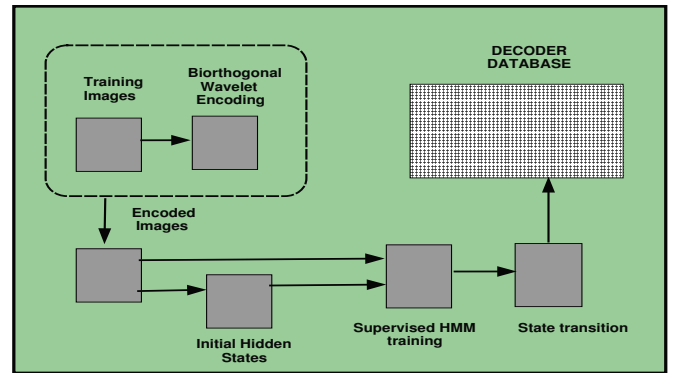 DECODER
DATABASE
Training
Images
Biorthogonal
Wavelet
Encoding
Encoded
Images
Initial Hidden
States
Supervised HMM
training
State transition